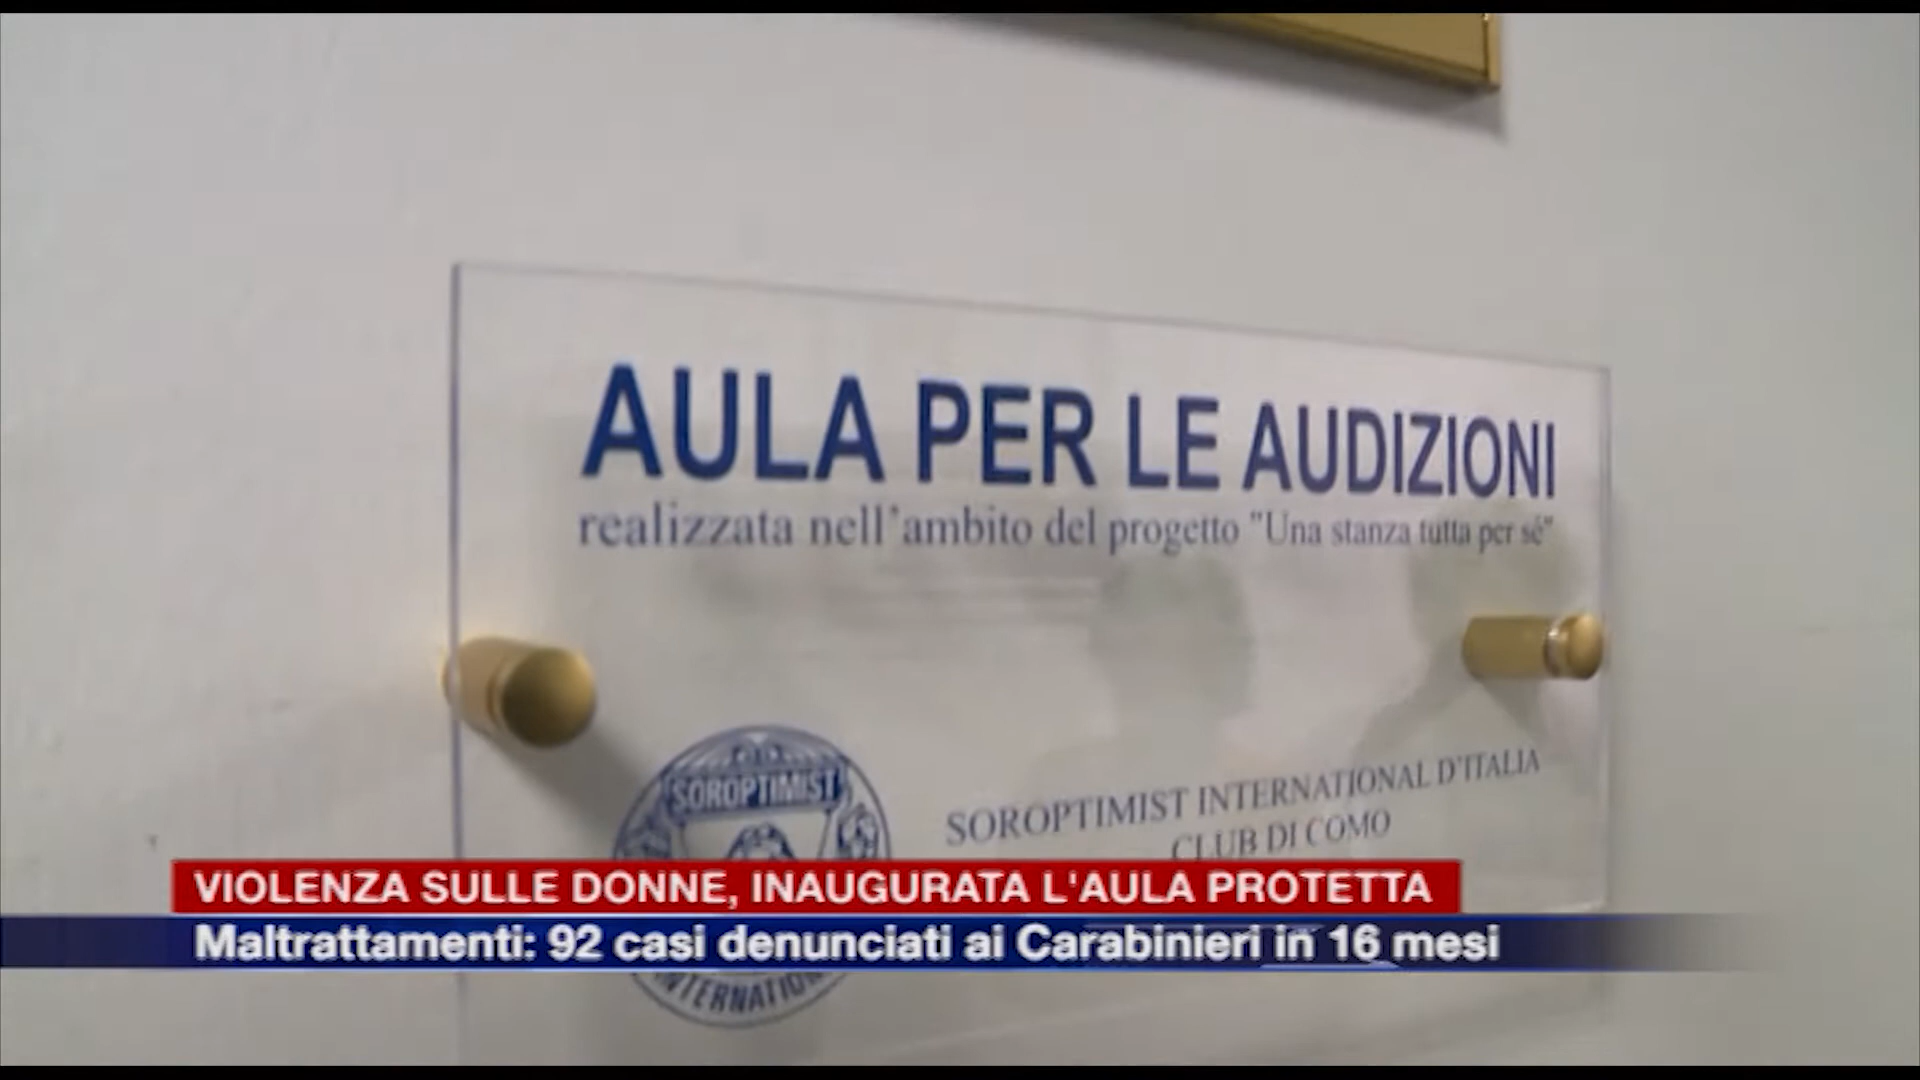 AULA PER LE AUDIZIONI
realizzata nell'ambito del progetto "Una stanza tutta per sé"
SOROPTIMIST
SOROPTIMIST INTERNATIONAL D'ITALIA
CLUB DI COMO
VIOLENZA SULLE DONNE, INAUGURATA L'AULA PROTETTA
Maltrattamenti: 92 casi denunciati ai Carabinieri in 16 mesi